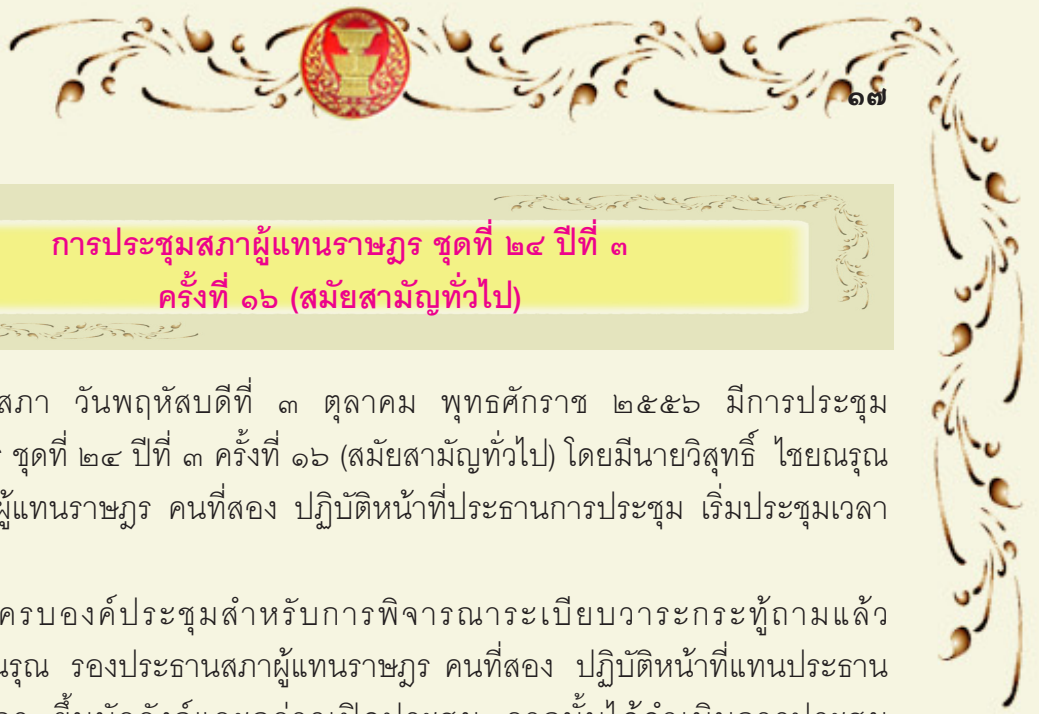 ๑๗
การประชุมสภาผู้แทนราษฎร ชุดที่ ๒๔ ปีที่ ๓
ครั้งที่ ๑๖ (สมัยสามัญทั่วไป)
สภา วันพฤหัสบดีที่ ๓ ตุลาคม พุทธศักราช ๒๕๕๖ มีการประชุม
ชุดที่ ๒๔ ปีที่ ๓ ครั้งที่ ๑๖ (สมัยสามัญทั่วไป) โดยมีนายวิสุทธิ์ ไชยณรุณ
ผู้แทนราษฎร คนที่สอง ปฏิบัติหน้าที่ประธานการประชุม เริ่มประชุมเวลา
ครบองค์ประชุมสำหรับการพิจารณาระเบียบวาระกระทู้ถามแล้ว
รองประธานสภาผู้แทนราษฎร คนที่สอง ปฏิบัติหน้าที่แทนประธาน